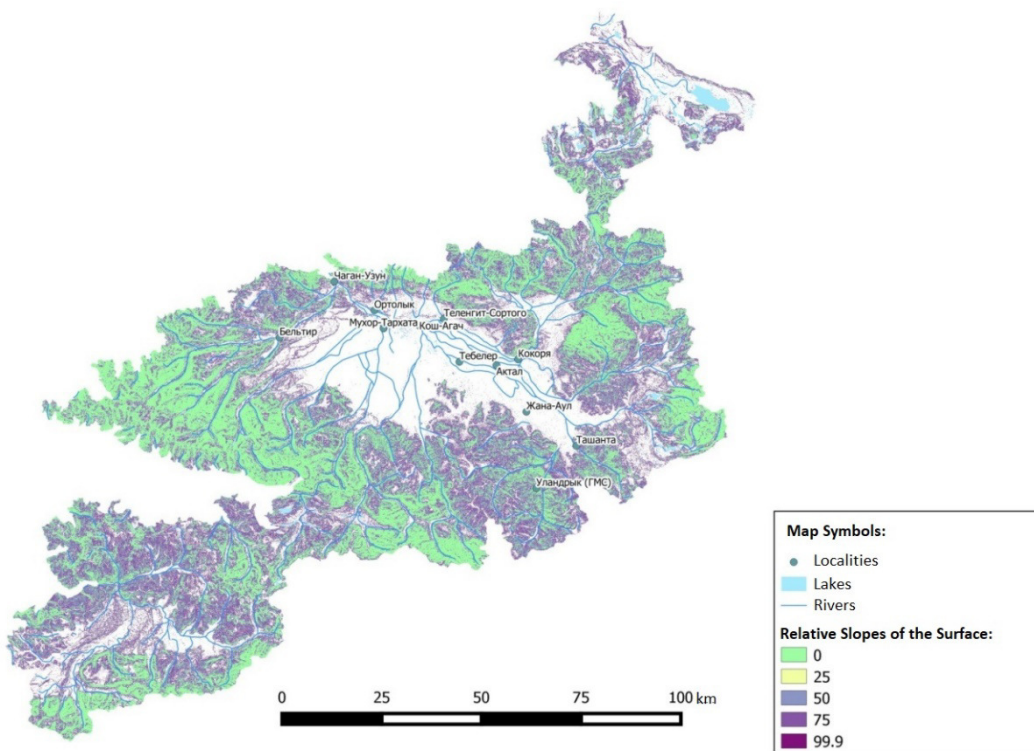 Чаган-Узун
Ортолык
Теленгит-Сортого
Мухор-Тархата
Кош-Агач
Бельтир
Тебелер
Кокоря
Актал
Жана-Аул
Ташанта
Уландрык (ГМС)
Map Symbols:
Localities
Lakes
Rivers
Relative Slopes of the Surface:
0
25
50
75
99.9
0 25 50 75 100 km